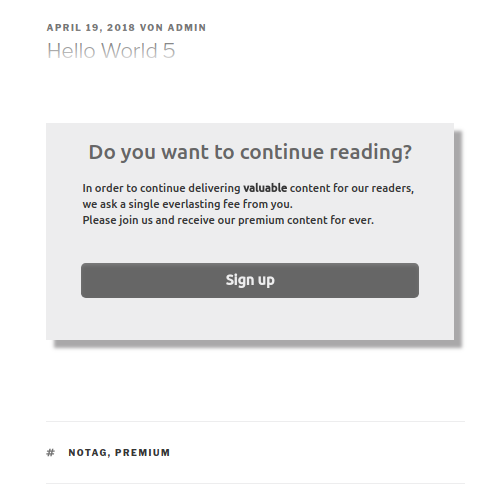 APRIL 19, 2018 VON ADMIN
Hello World 5
Do you want to continue reading?
In order to continue delivering valuable content for our readers,
we ask a single everlasting fee from you.
Please join us and receive our premium content for ever.
Sign up
# NOTAG, PREMIUM